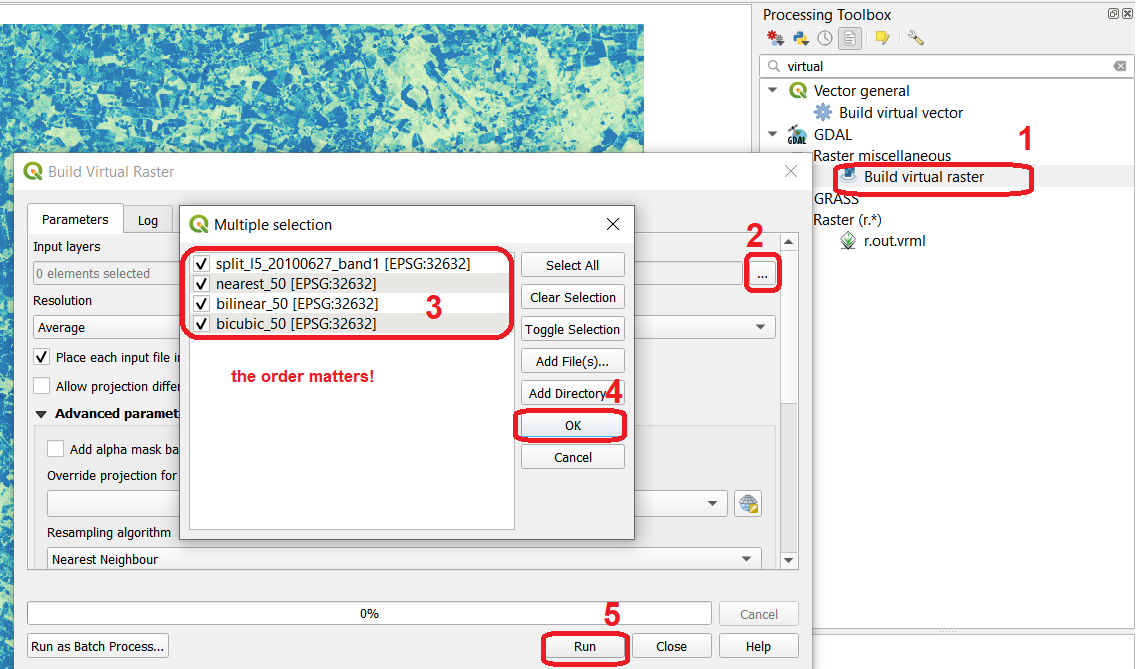 Processing Toolbox
virtual
Vector general
Build virtual vector
GDAL
GDAL
1
Raster miscellaneous
Build virtual raster
GRASS
Raster (r.*)
r.out.vrml
Build Virtual Raster
Parameters
Log
Input layers
0 elements selected
2
...
Resolution
Average
Place each input file i
Allow projection differ
Advanced paramet
Add alpha mask ba
Override projection for
Resampling algorithm
Nearest Neighbour
Multiple selection
split_l5_20100627_band1 [EPSG:32632]
nearest_50 [EPSG:32632]
bilinear_50 [EPSG:32632]
bicubic_50 [EPSG:32632]
3
the order matters!
Select All
Clear Selection
Toggle Selection
Add File(s)...
Add Directory
4
OK
Cancel
0%
Cancel
5
Run as Batch Process...
Run
Close
Help